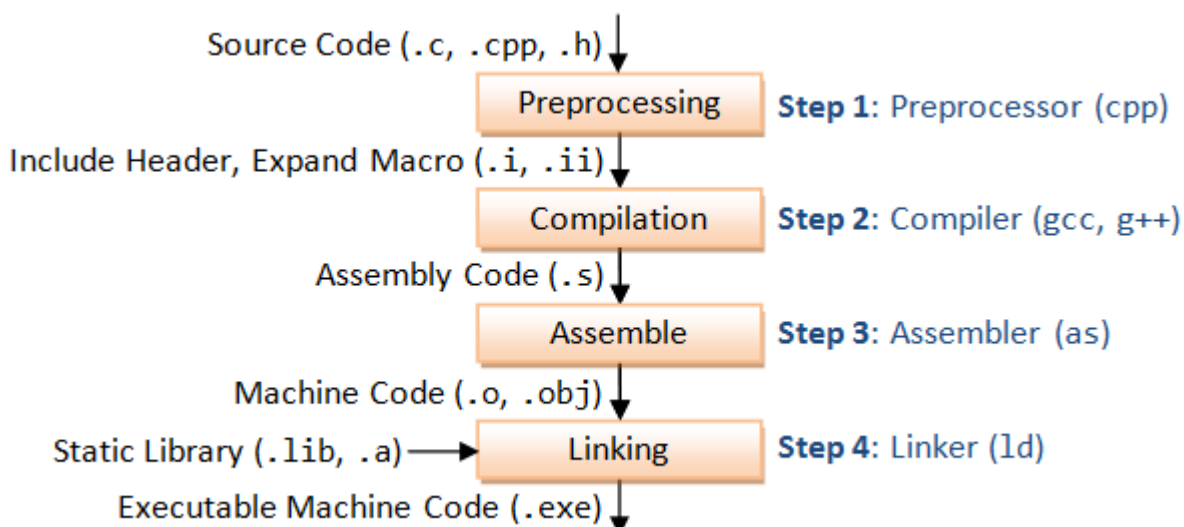 Source Code (.c, .cpp, .h)
Preprocessing
Step 1: Preprocessor (cpp)
Include Header, Expand Macro (.i, .ii)
Compilation
Step 2: Compiler (gcc, g++)
Assembly Code (.s)
Assemble
Step 3: Assembler (as)
Machine Code (.o, .obj)
Static Library (.lib, .a)
Linking
Step 4: Linker (ld)
Executable Machine Code (.exe)